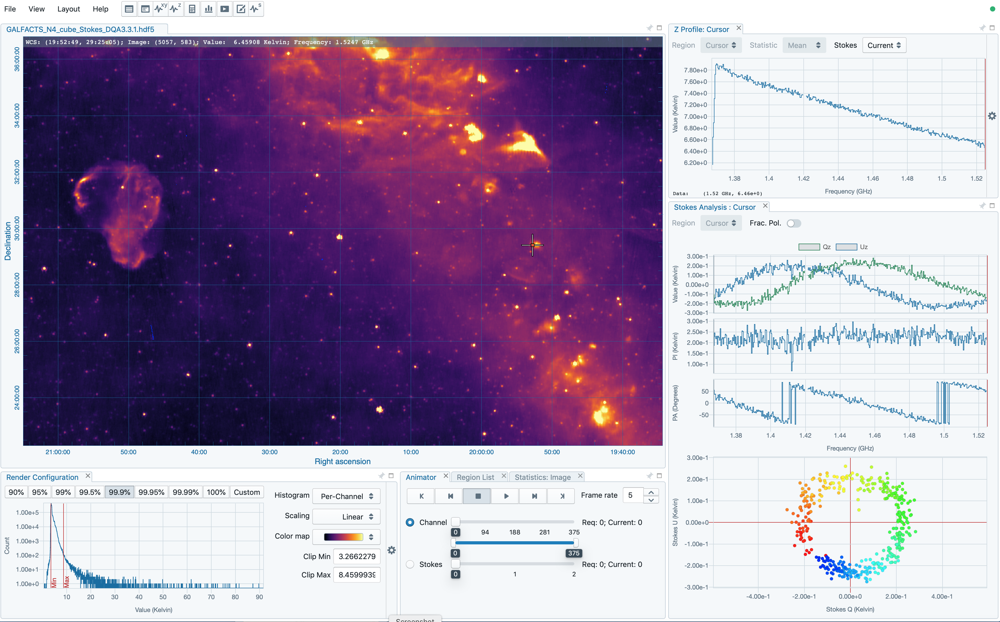 File View Layout Help xy z s
GALFACTS_N4_cube_Stokes_DQA3.3.1.hdf5
WCS: (19:52:49, 29:25:05); Image: (5057, 583); Value: 6.45908 Kelvin; Frequency: 1.5247 GHz
Declination
36:00:00
34:00:00
32:00:00
30:00:00
28:00:00
26:00:00
24:00:00
21:00:00 50:00 40:00 30:00 20:00 10:00 20:00:00 50:00 19:40:00
Right ascension
Z Profile: Cursor
Region Cursor Statistic Mean Stokes Current
Value (Kelvin)
7.80e+0
7.60e+0
7.40e+0
7.20e+0
7.00e+0
6.80e+0
6.60e+0
6.40e+0
6.20e+0
1.38 1.4 1.42 1.44 1.46 1.48 1.5 1.52
Frequency (GHz)
Data: (1.52 GHz, 6.46e+0)
Stokes Analysis : Cursor
Region Cursor Frac. Pol.
Qz Uz
Value (Kelvin)
3.00e-1
2.00e-1
1.00e-1
0.00e+0
-1.00e-1
-2.00e-1
-3.00e-1
PI (Kelvin)
3.00e-1
2.50e-1
2.00e-1
1.50e-1
1.00e-1
PA (Degrees)
50
0
-50
1.38 1.4 1.42 1.44 1.46 1.48 1.5 1.52
Frequency (GHz)
Stokes U (Kelvin)
3.00e-1
2.00e-1
1.00e-1
0.00e+0
-1.00e-1
-2.00e-1
-3.00e-1
-4.00e-1 -2.00e-1 0.00e+0 2.00e-1 4.00e-1
Stokes Q (Kelvin)
Render Configuration
90% 95% 99% 99.5% 99.9% 99.95% 99.99% 100% Custom
Count
1.00e+5
1.00e+4
1.00e+3
1.00e+2
1.00e+1
1.00e+0
Min
Max
10 20 30 40 50 60 70 80 90
Value (Kelvin)
Histogram Per-Channel
Scaling Linear
Color map
Clip Min 3.2662279
Clip Max 8.4599939
Animator Region List Statistics: Image
Frame rate 5
Channel Req: 0; Current: 0
0 94 188 281 375
0 375
Stokes Req: 0; Current: 0
0 1 2
Screenshot